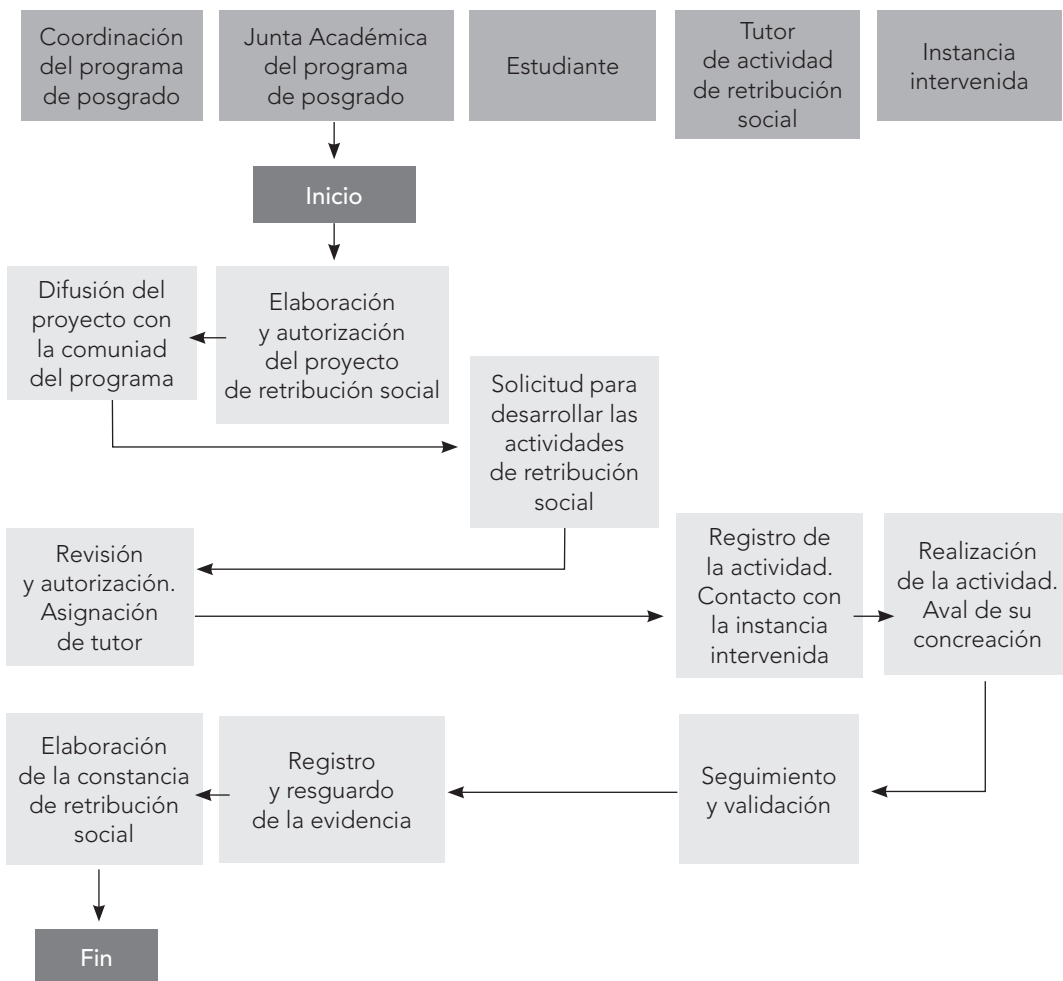 Coordinación
del programa
de posgrado
Junta Académica
del programa
de posgrado
Estudiante
Tutor
de actividad
de retribución
social
Instancia
intervenida
Inicio
Difusión del
proyecto con
la comuniad
del programa
Elaboración
y autorización
del proyecto
de retribución social
Solicitud para
desarrollar las
actividades
de retribución
social
Revisión
y autorización.
Asignación
de tutor
Registro de
la actividad.
Contacto con
la instancia
intervenida
Realización
de la actividad.
Aval de su
concreación
Elaboración
de la constancia
de retribución
social
Registro
y resguardo
de la evidencia
Seguimiento
y validación
Fin